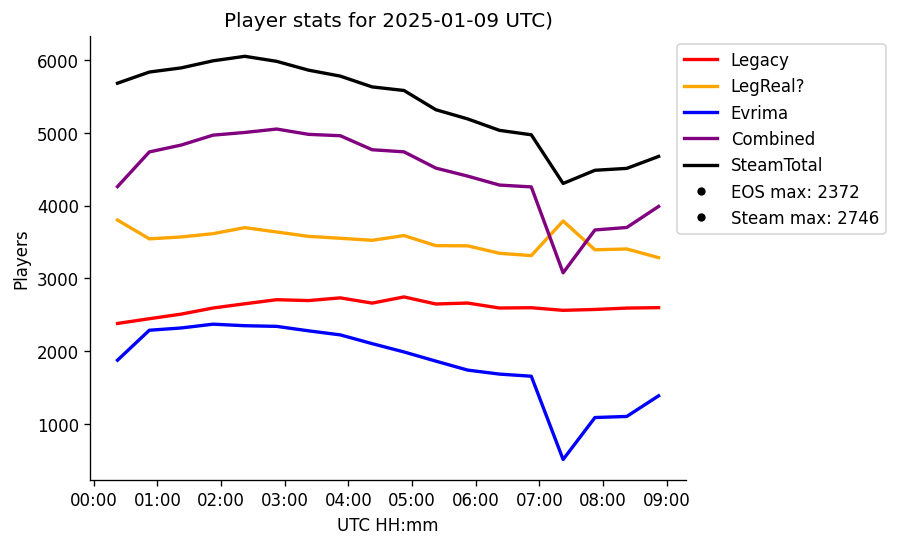 Player stats for 2025-01-09 UTC)
Legacy
LegReal?
Evrima
Combined
SteamTotal
EOS max: 2372
Steam max: 2746
6000
5000
4000
3000
2000
1000
Players
00:00 01:00 02:00 03:00 04:00 05:00 06:00 07:00 08:00 09:00
UTC HH:mm